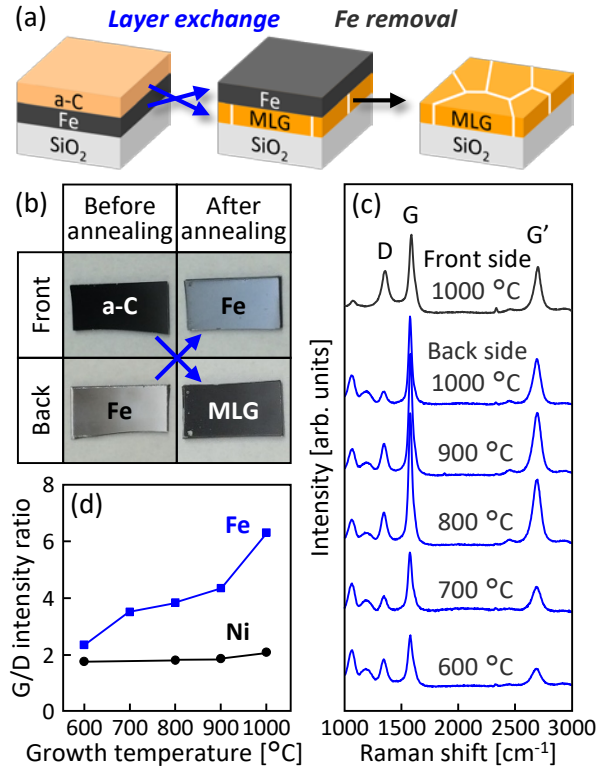 (a)
Layer exchange
Fe removal
a-C
Fe
SiO₂
Fe
MLG
SiO₂
MLG
SiO₂
(b)
Before annealing
After annealing
Front
a-C
Fe
Back
Fe
MLG
(c)
G
D
G’
Front side
1000 °C
Back side
1000 °C
900 °C
800 °C
700 °C
600 °C
Intensity [arb. units]
1000 1500 2000 2500 3000
Raman shift [cm⁻¹]
(d)
Fe
Ni
G/D intensity ratio
8
6
4
2
0
600 700 800 900 1000
Growth temperature [°C]